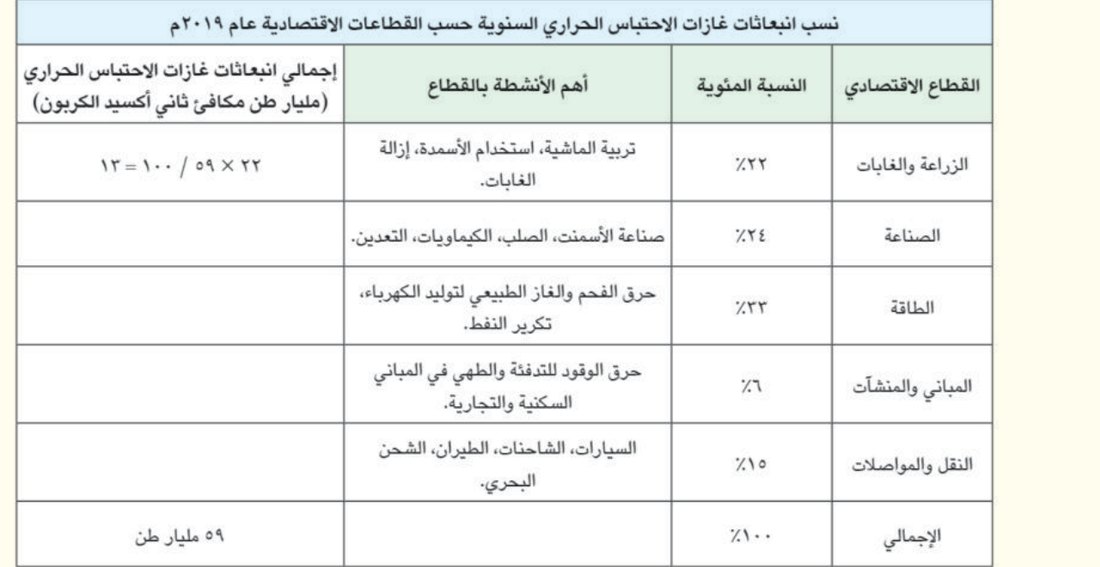 نسب انبعاثات غازات الاحتباس الحراري السنوية حسب القطاعات الاقتصادية عام ٢٠١٩م
القطاع الاقتصادي
النسبة المئوية
أهم الأنشطة بالقطاع
إجمالي انبعاثات غازات الاحتباس الحراري
(مليار طن مكافئ ثاني أكسيد الكربون)
الزراعة والغابات
٢٢٪
تربية الماشية، استخدام الأسمدة، إزالة
الغابات.
٢٢ × ٥٩ / ١٠٠ = ١٣
الصناعة
٢٤٪
صناعة الأسمنت، الصلب، الكيماويات، التعدين.
الطاقة
٣٣٪
حرق الفحم والغاز الطبيعي لتوليد الكهرباء،
تكرير النفط.
المباني والمنشآت
٦٪
حرق الوقود للتدفئة والطهي في المباني
السكنية والتجارية.
النقل والمواصلات
١٥٪
السيارات، الشاحنات، الطيران، الشحن
البحري.
الإجمالي
١٠٠٪
٥٩ مليار طن